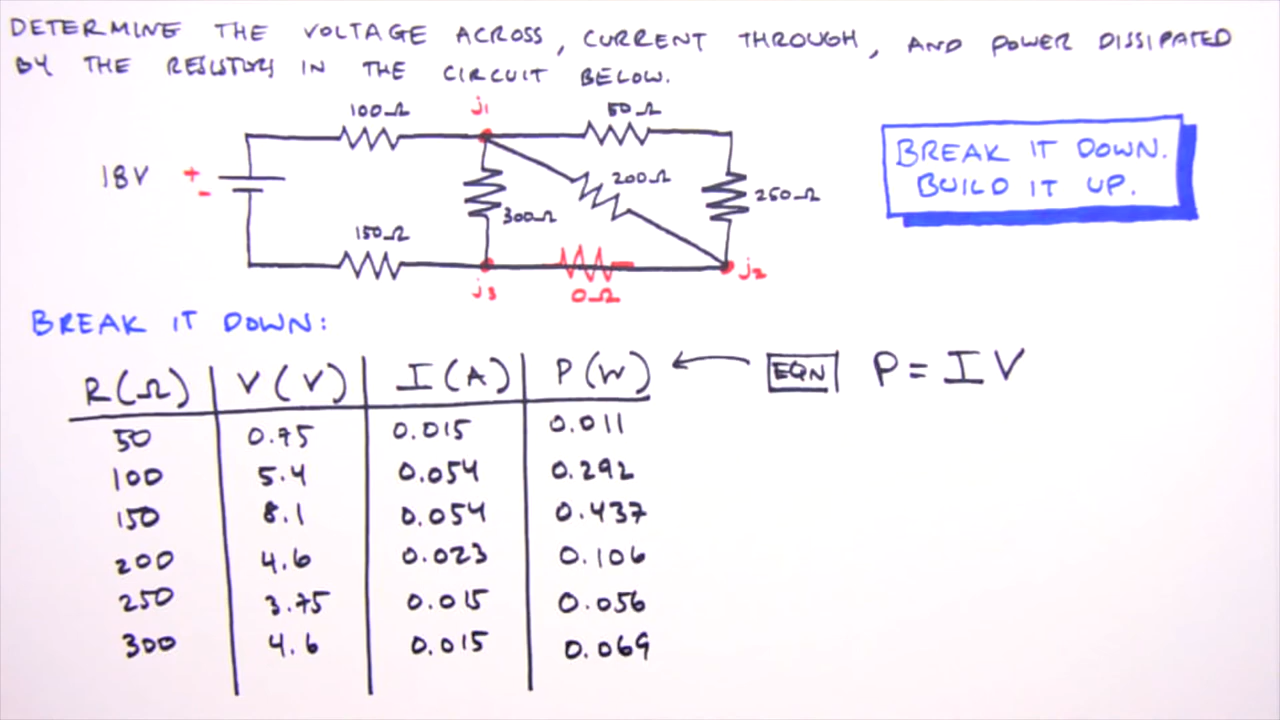 DETERMINE THE VOLTAGE ACROSS, CURRENT THROUGH, AND POWER DISSIPATED
BY THE RESISTORS IN THE CIRCUIT BELOW.
100Ω
j1
50Ω
18V
+
-
200Ω
250Ω
300Ω
150Ω
j3
0Ω
j2
BREAK IT DOWN.
BUILD IT UP.
BREAK IT DOWN:
R(Ω) V(V) I(A) P(W)
EQN P = IV
50 0.75 0.015 0.011
100 5.4 0.054 0.292
150 8.1 0.054 0.437
200 4.6 0.023 0.106
250 3.75 0.015 0.056
300 4.6 0.015 0.069